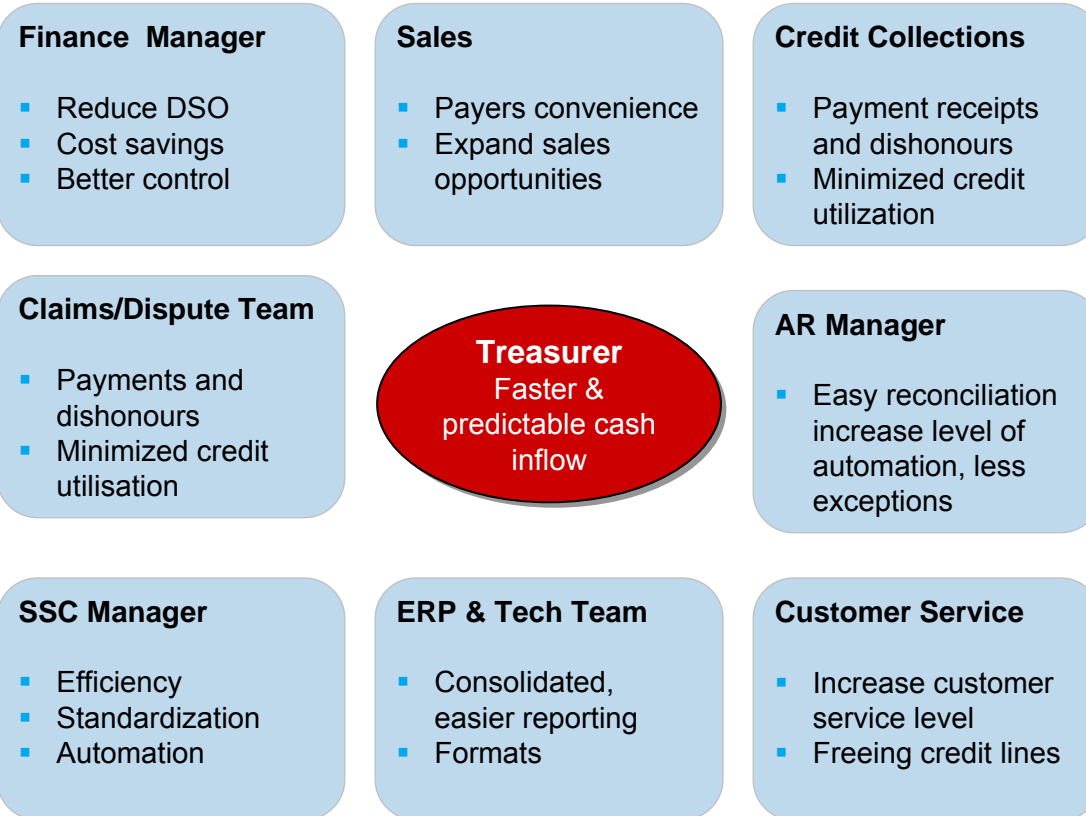 Finance  Manager
▪ Reduce DSO
▪ Cost savings
▪ Better control
Sales
▪ Payers convenience
▪ Expand sales
opportunities
Credit Collections
▪ Payment receipts
and dishonours
▪ Minimized credit
utilization
Claims/Dispute Team
▪ Payments and
dishonours
▪ Minimized credit
utilisation
Treasurer
Faster &
predictable cash
inflow
AR Manager
▪ Easy reconciliation
increase level of
automation, less
exceptions
SSC Manager
▪ Efficiency
▪ Standardization
▪ Automation
ERP & Tech Team
▪ Consolidated,
easier reporting
▪ Formats
Customer Service
▪ Increase customer
service level
▪ Freeing credit lines